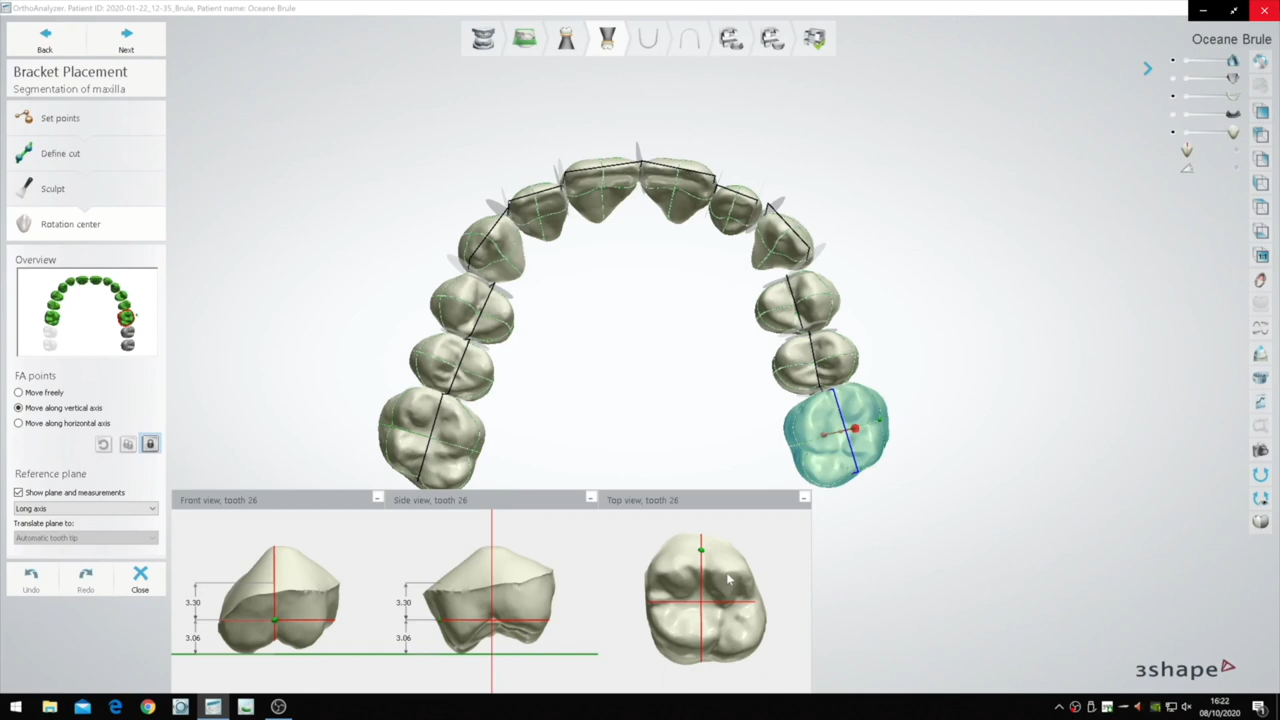 OrthoAnalyzer. Patient ID: 2020-01-22_12-35_Brule, Patient name: Oceane Brule
Back
Next
Oceane Brule
Bracket Placement
Segmentation of maxilla
Set points
Define cut
Sculpt
Rotation center
Overview
FA points
Move freely
Move along vertical axis
Move along horizontal axis
Reference plane
Show plane and measurements
Long axis
Translate plane to:
Automatic tooth tip
Undo
Redo
Close
Front view, tooth 26
Side view, tooth 26
Top view, tooth 26
3.30
3.06
3.30
3.06
3shape
16:22
08/10/2020